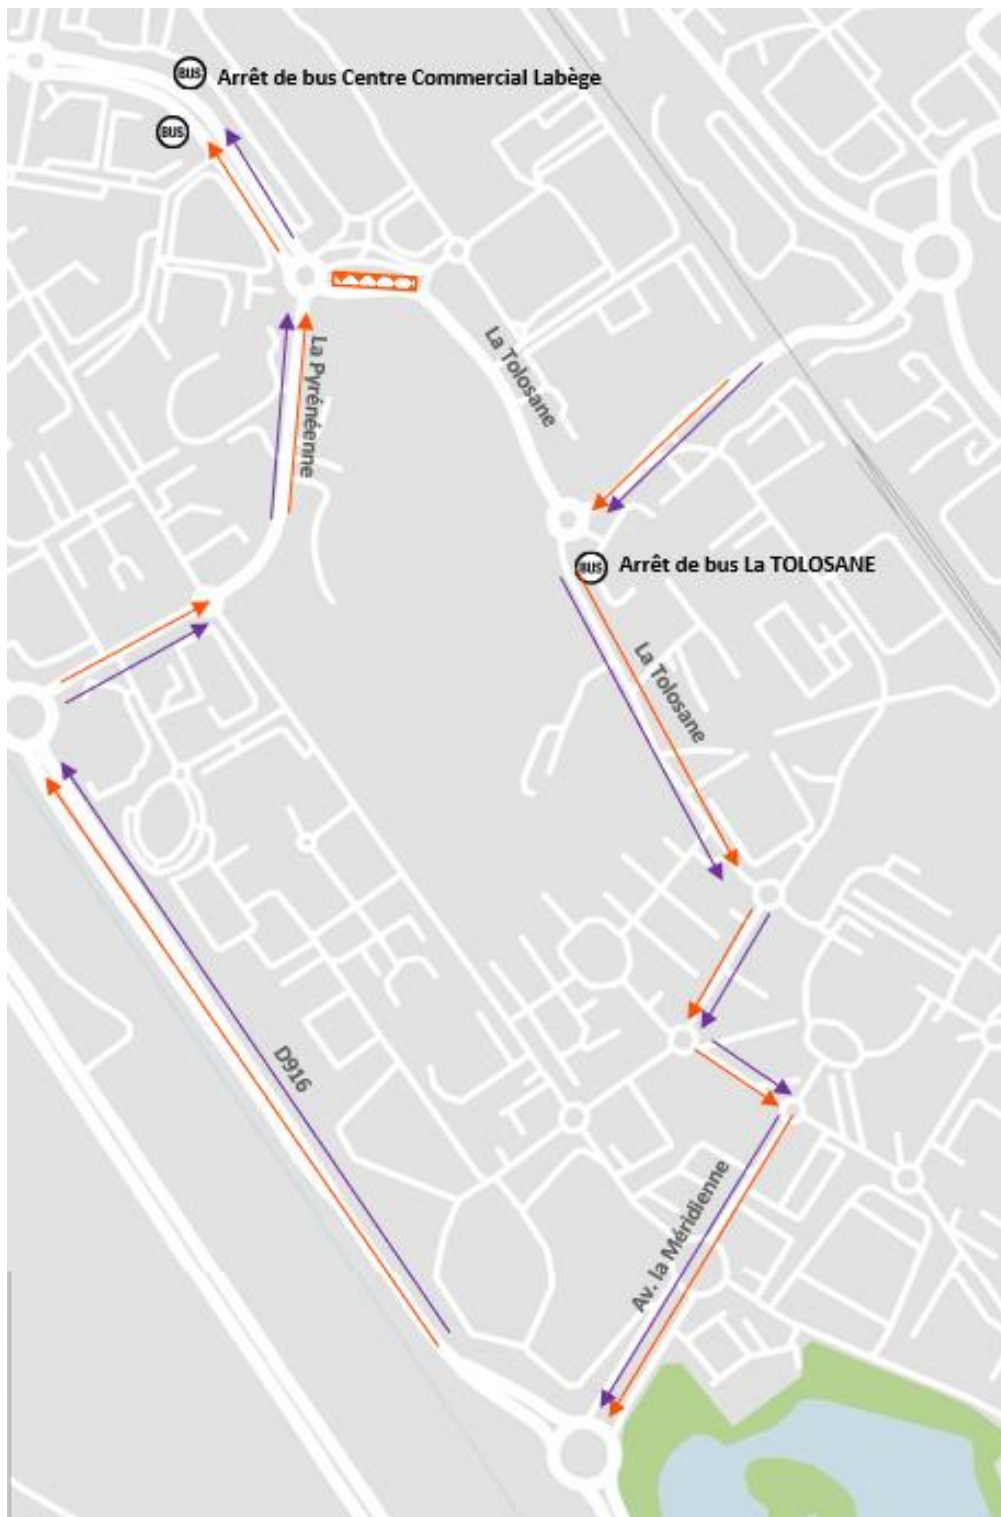 BUS
Arrêt de bus Centre Commercial Labège
BUS
La Tolosane
La Pyrénéenne
BUS
Arrêt de bus La TOLOSANE
La Tolosane
D916
Av. la Méridienne